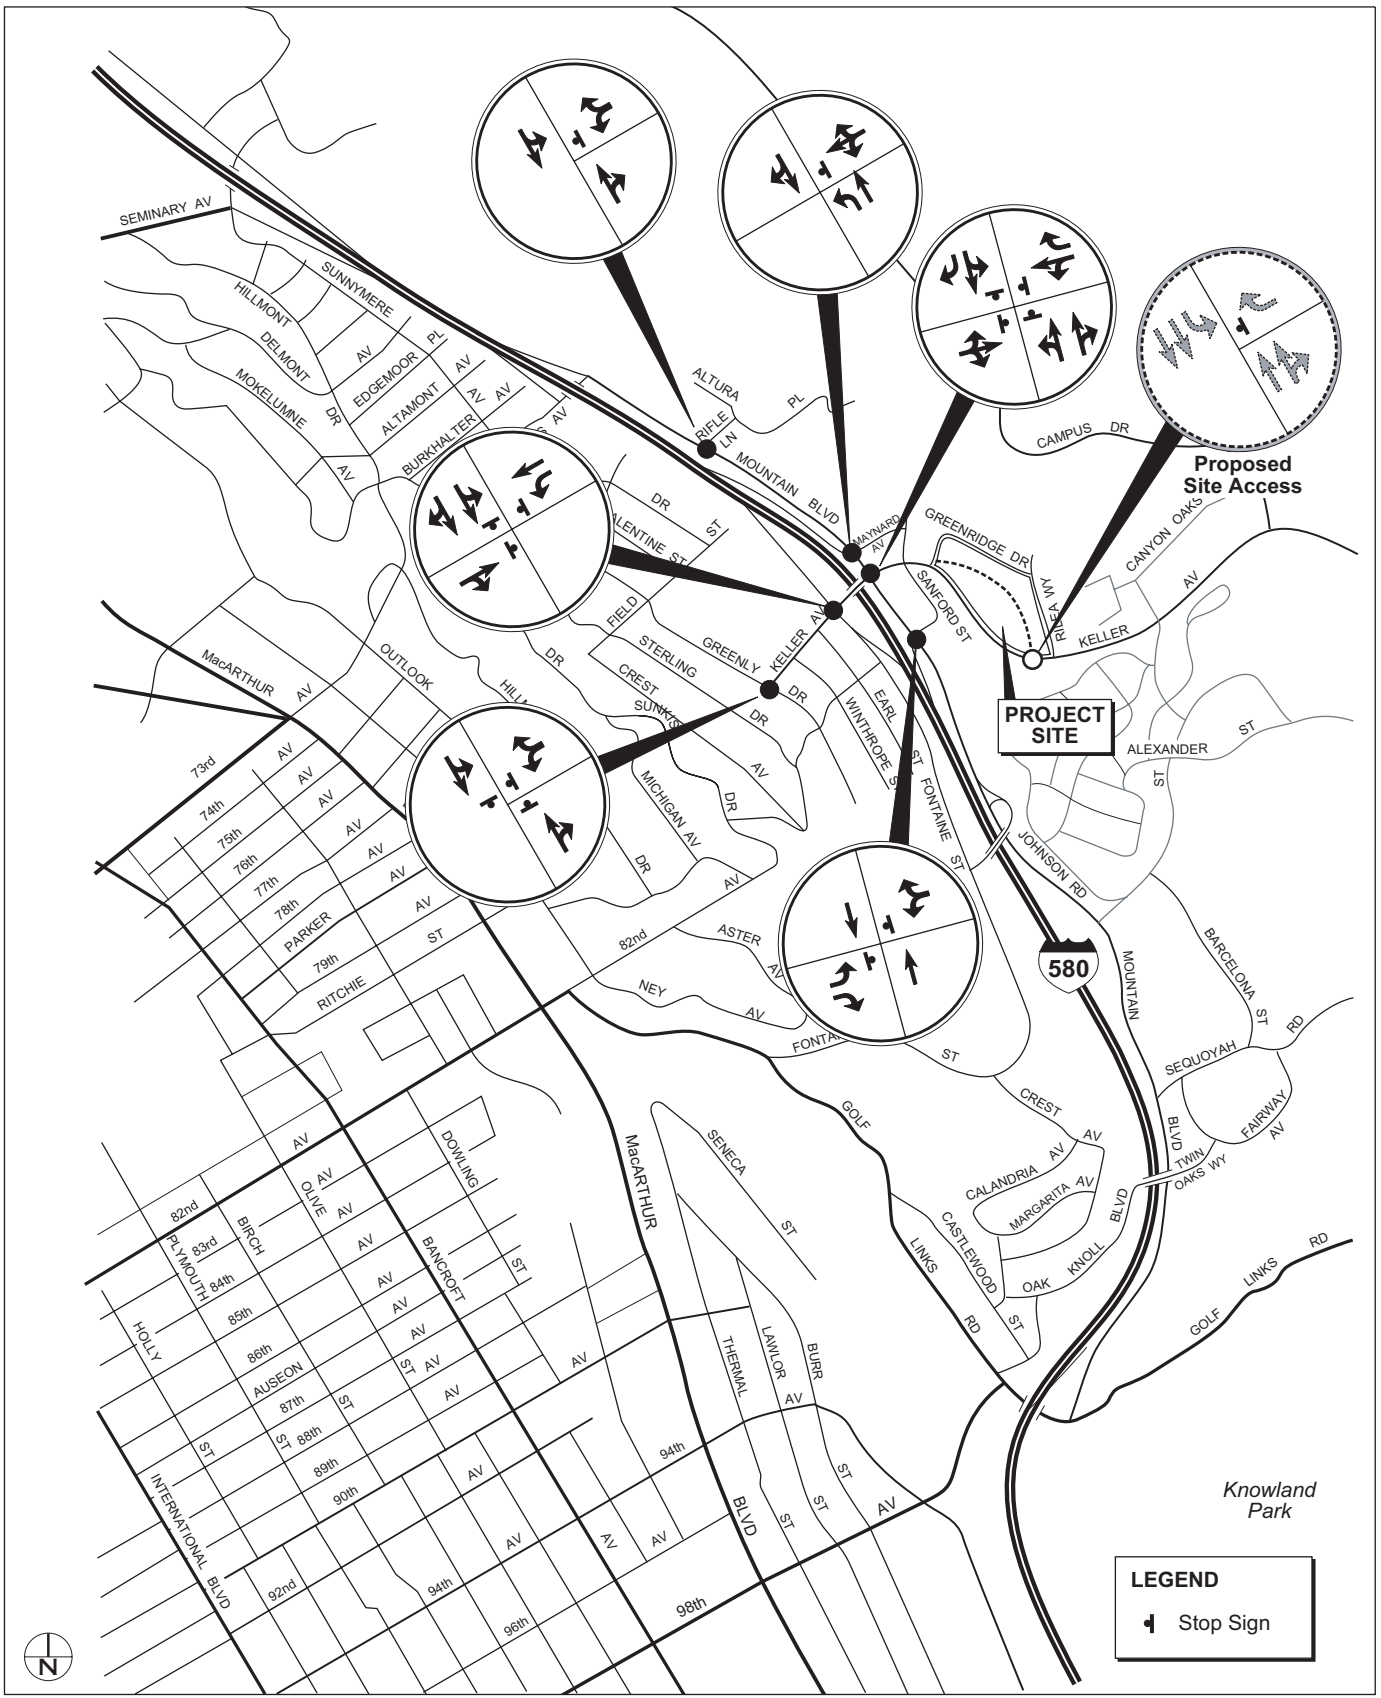 SEMINARY AV
SUNNYMERE
HILLMONT
DELMONT
DR
MOKELUMNE
AV
AV
EDGEMOOR
PL
ALTAMONT
AV
BURKHALTER
AV
AV
AV
ALTURA
PL
RIFLE
LN
MOUNTAIN
BLVD
CAMPUS DR
Proposed
Site Access
MAYNARD
AV
GREENRIDGE DR
CANYON OAKS
SANFORD ST
RILEA WY
KELLER
AV
DR
ST
FIELD
STERLING
DR
GREENLY
DR
KELLER
AV
CREST
AV
DR
EARL
ST
WINTHROPE
FONTAINE
ST
PROJECT
SITE
ALEXANDER
ST
ST
MacARTHUR
OUTLOOK
AV
73rd
74th
AV
75th
AV
76th
AV
77th
AV
78th
AV
PARKER
AV
79th
AV
RITCHIE
ST
MICHIGAN AV
DR
DR
82nd
AV
ASTER
AV
NEY
AV
ST
JOHNSON RD
580
MOUNTAIN
BLVD
BARCELONA
ST
SEQUOYAH
RD
FAIRWAY
AV
TWIN
OAKS WY
CREST
AV
CALANDRIA AV
MARGARITA AV
CASTLEWOOD
ST
OAK
KNOLL
BLVD
GOLF
LINKS
RD
GOLF
LINKS
RD
MacARTHUR
BLVD
SENECA
ST
THERMAL
ST
LAWLOR
ST
BURR
ST
82nd
AV
83rd
AV
84th
AV
85th
AV
86th
AV
AUSEON
AV
87th
AV
88th
AV
89th
AV
90th
AV
92nd
AV
94th
AV
94th
AV
96th
AV
98th
AV
AV
PLYMOUTH
ST
BIRCH
ST
OLIVE
ST
HOLLY
ST
DOWLING
ST
BANCROFT
INTERNATIONAL BLVD
Knowland
Park
LEGEND
Stop Sign
N